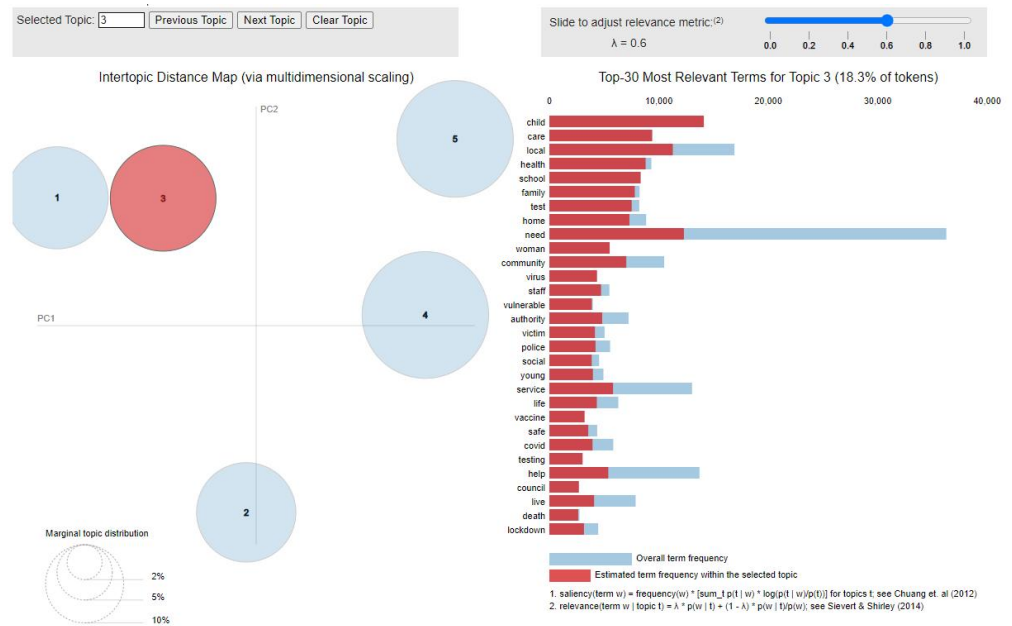 Selected Topic: 3 Previous Topic Next Topic Clear Topic
Slide to adjust relevance metric:(2)
λ = 0.6
0.0 0.2 0.4 0.6 0.8 1.0
Intertopic Distance Map (via multidimensional scaling)
PC2
PC1
5
1
3
4
2
Marginal topic distribution
2%
5%
10%
Top-30 Most Relevant Terms for Topic 3 (18.3% of tokens)
0 10,000 20,000 30,000 40,000
child
care
local
health
school
family
test
home
need
woman
community
virus
staff
vulnerable
authority
victim
police
social
young
service
life
vaccine
safe
covid
testing
help
council
live
death
lockdown
Overall term frequency
Estimated term frequency within the selected topic
1. saliency(term w) = frequency(w) * [sum_t p(t | w) * log(p(t | w)/p(t))] for topics t; see Chuang et. al (2012)
2. relevance(term w | topic t) = λ * p(w | t) + (1 - λ) * p(w | t)/p(w); see Sievert & Shirley (2014)